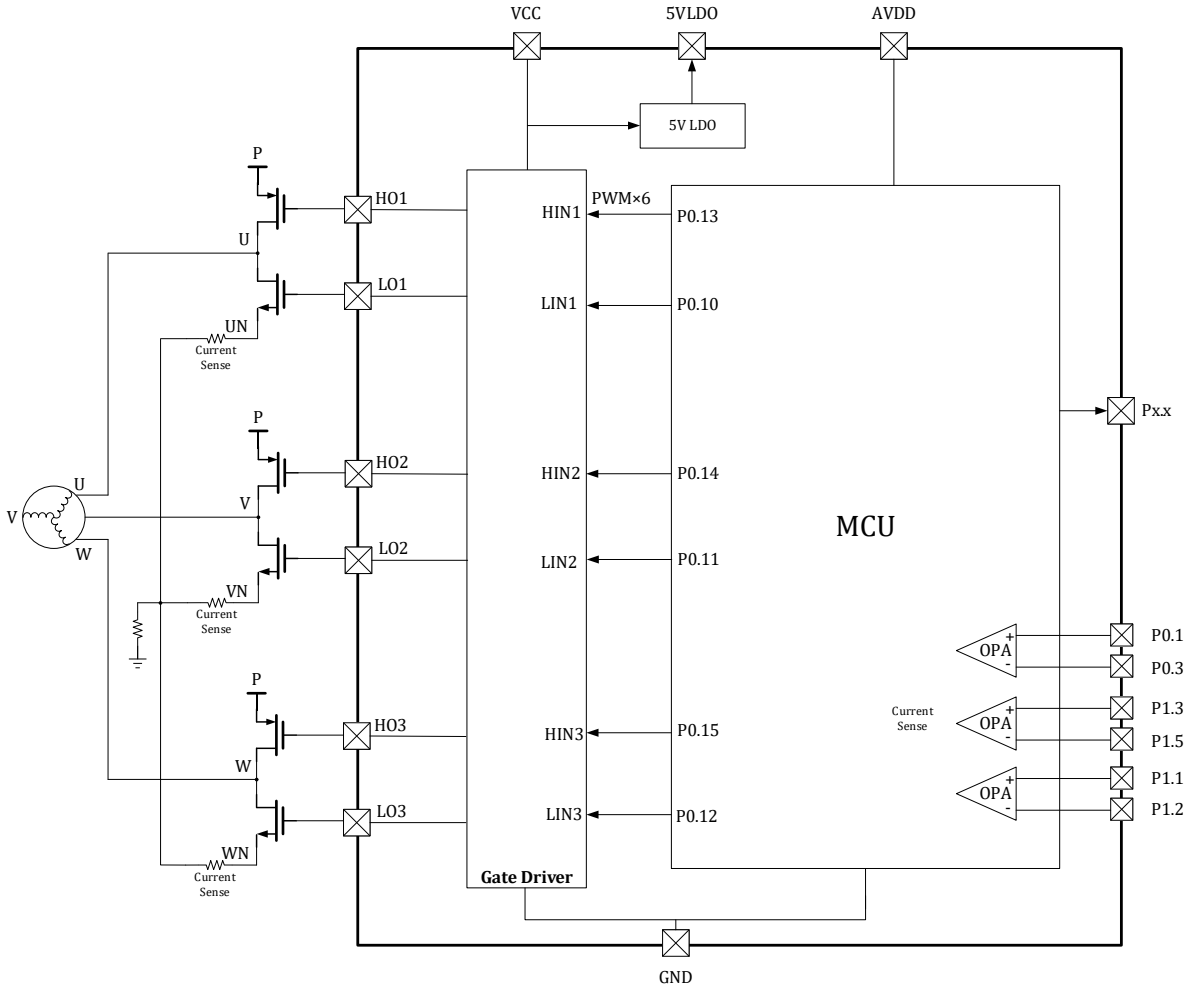 VCC
5VLDO
AVDD
5V LDO
P
HO1
HIN1
PWM×6
P0.13
U
LO1
LIN1
P0.10
UN
Current
Sense
P
HO2
HIN2
P0.14
Px.x
MCU
U
V
V
W
LO2
LIN2
P0.11
VN
Current
Sense
+
OPA
-
P0.1
P0.3
P
HO3
HIN3
P0.15
Current
Sense
+
OPA
-
P1.3
P1.5
W
LO3
LIN3
P0.12
+
OPA
-
P1.1
P1.2
WN
Current
Sense
Gate Driver
GND